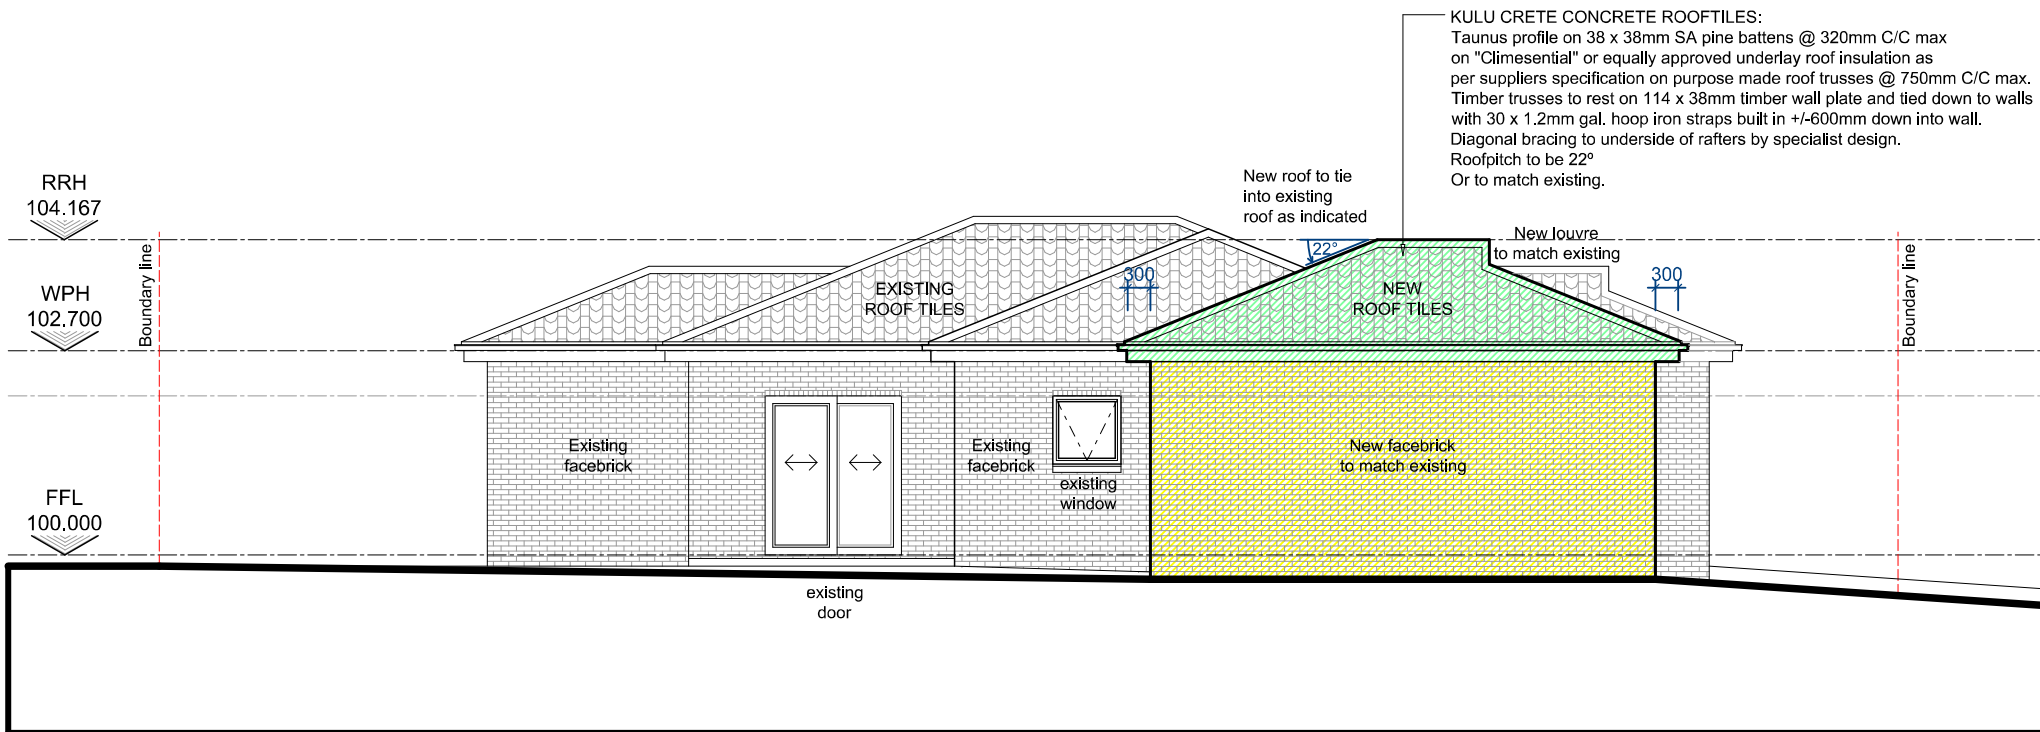 KULU CRETE CONCRETE ROOFTILES:
Taunus profile on 38 x 38mm SA pine battens @ 320mm C/C max
on "Climesential" or equally approved underlay roof insulation as
per suppliers specification on purpose made roof trusses @ 750mm C/C max.
Timber trusses to rest on 114 x 38mm timber wall plate and tied down to walls
with 30 x 1.2mm gal. hoop iron straps built in +/-600mm down into wall.
Diagonal bracing to underside of rafters by specialist design.
Roofpitch to be 22º
Or to match existing.
New roof to tie
into existing
roof as indicated
RRH
104.167
Boundary line
22°
New louvre
to match existing
Boundary line
WPH
102.700
EXISTING
ROOF TILES
300
NEW
ROOF TILES
300
Existing
facebrick
Existing
facebrick
existing
window
New facebrick
to match existing
FFL
100.000
existing
door